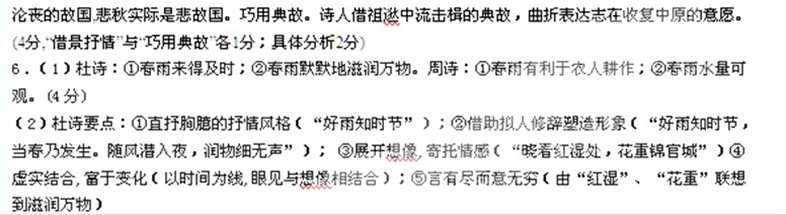 沦丧的故国,悲秋实际是悲故国。巧用典故。诗人借祖逖中流击楫的典故，曲折表达志在收复中原的意愿。
(4分,“借景抒情”与“巧用典故”各1分；具体分析2分)
6．（1）杜诗：①春雨来得及时；②春雨默默地滋润万物。周诗：①春雨有利于农人耕作；②春雨水量可
观。(4 分)
（2）杜诗要点：①直抒胸臆的抒情风格（“好雨知时节”）；②借助拟人修辞塑造形象（“好雨知时节，
当春乃发生。随风潜入夜，润物细无声”）； ③展开想像,寄托情感（“晓看红湿处，花重锦官城”）④
虚实结合,富于变化（以时间为线,眼见与想像相结合）；⑤言有尽而意无穷（由“红湿”、“花重”联想
到滋润万物）